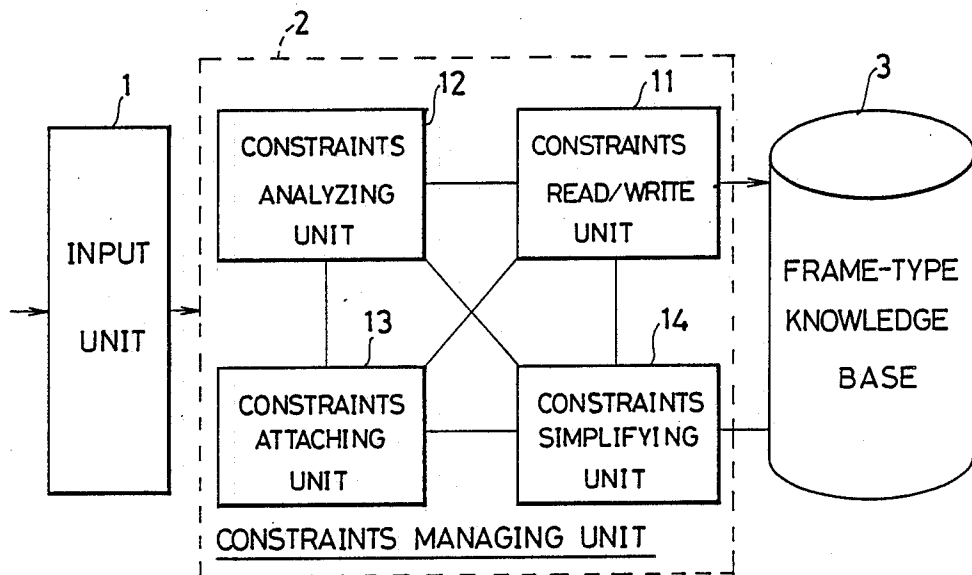 2
1
INPUT
UNIT
12
CONSTRAINTS
ANALYZING
UNIT
11
CONSTRAINTS
READ/WRITE
UNIT
13
CONSTRAINTS
ATTACHING
UNIT
14
CONSTRAINTS
SIMPLIFYING
UNIT
CONSTRAINTS MANAGING UNIT
3
FRAME-TYPE
KNOWLEDGE
BASE